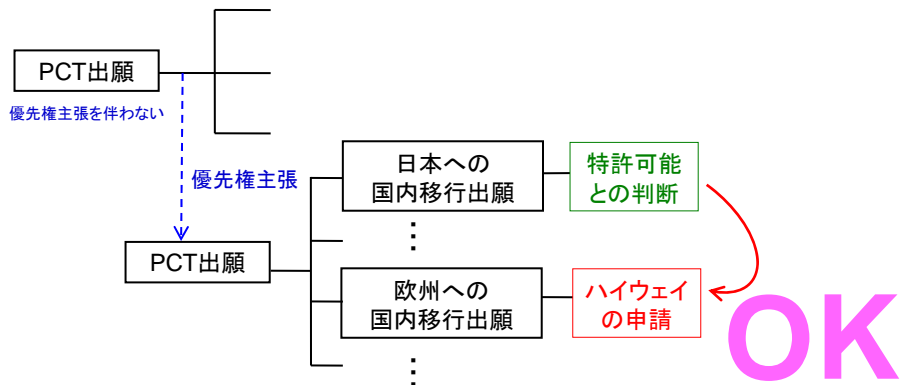 PCT出願
優先権主張を伴わない
優先権主張
PCT出願
日本への
国内移行出願
特許可能
との判断
欧州への
国内移行出願
ハイウェイ
の申請
OK